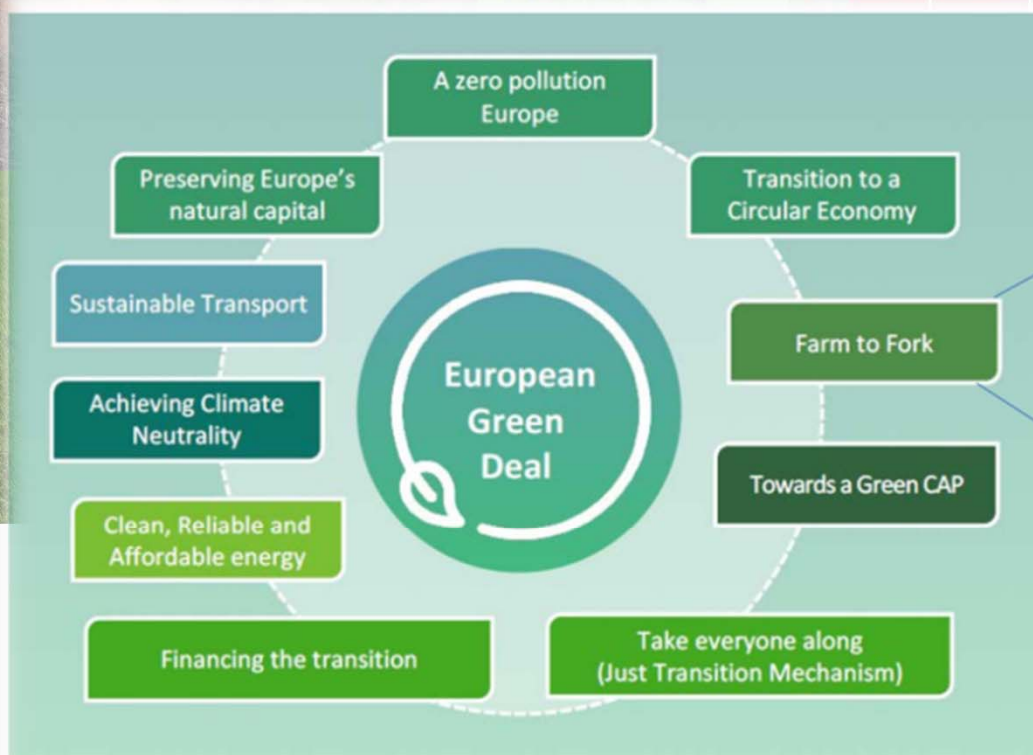 A zero pollution
Europe
Preserving Europe's
natural capital
Transition to a
Circular Economy
Sustainable Transport
Farm to Fork
European
Green
Deal
Achieving Climate
Neutrality
Towards a Green CAP
Clean, Reliable and
Affordable energy
Financing the transition
Take everyone along
(Just Transition Mechanism)